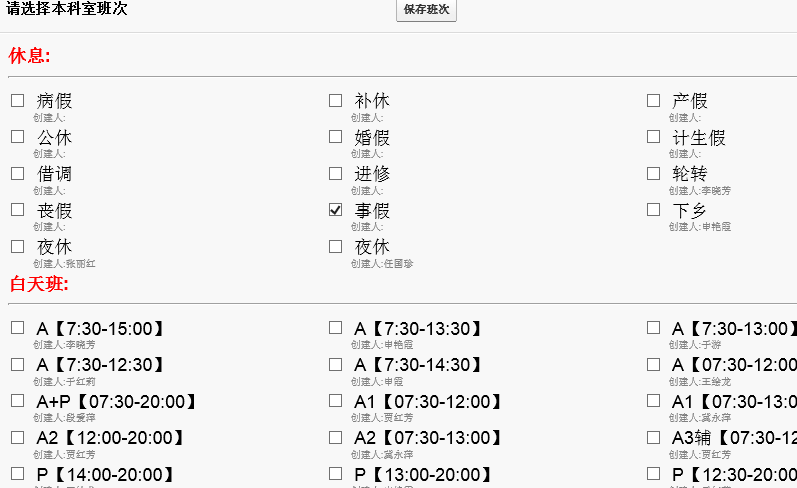 请选择本科室班次 保存班次
休息:
病假 补休 产假
创建人: 创建人: 创建人:
公休 婚假 计生假
创建人: 创建人: 创建人:
借调 进修 轮转
创建人: 创建人: 创建人:李晓芳
丧假 事假 下乡
创建人: 创建人: 创建人:申艳霞
夜休 夜休
创建人:张丽红 创建人:任国珍
白天班:
A【7:30-15:00】 A【7:30-13:30】 A【7:30-13:00】
创建人:李晓芳 创建人:申艳霞 创建人:于游
A【7:30-12:30】 A【7:30-14:30】 A【07:30-12:00
创建人:于红莉 创建人:申霞 创建人:王绘龙
A+P【07:30-20:00】 A1【07:30-12:00】 A1【07:30-13:0
创建人:段爱萍 创建人:贾红芳 创建人:冀永萍
A2【12:00-20:00】 A2【07:30-13:00】 A3辅【07:30-12
创建人:贾红芳 创建人:冀永萍 创建人:贾红芳
P【14:00-20:00】 P【13:00-20:00】 P【12:30-20:00